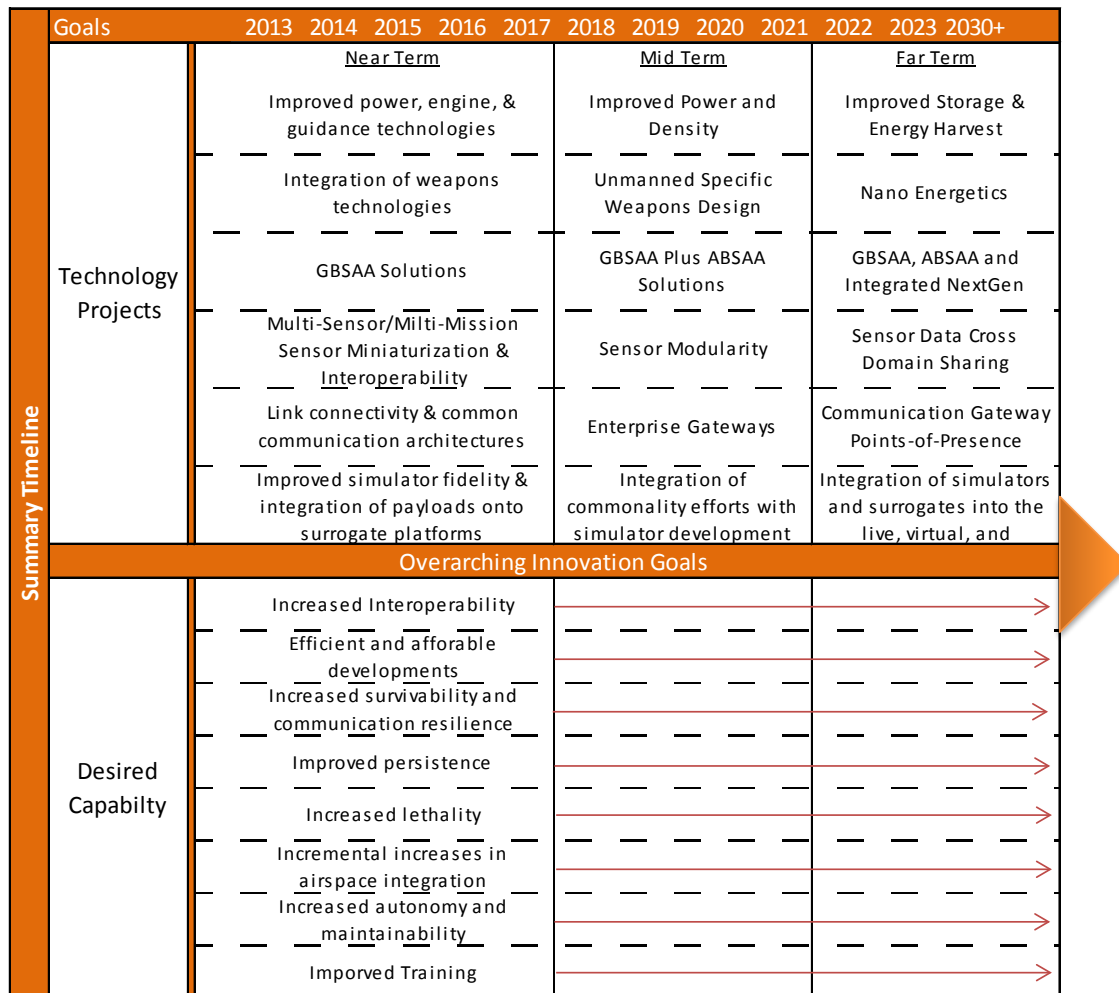 Goals 2013 2014 2015 2016 2017 2018 2019 2020 2021 2022 2023 2030+
Summary Timeline
Technology
Projects
Near Term
Mid Term
Far Term
Improved power, engine, &
guidance technologies
Improved Power and
Density
Improved Storage &
Energy Harvest
Integration of weapons
technologies
Unmanned Specific
Weapons Design
Nano Energetics
GBSAA Solutions
GBSAA Plus ABSAA
Solutions
GBSAA, ABSAA and
Integrated NextGen
Multi-Sensor/Milti-Mission
Sensor Miniaturization &
Interoperability
Sensor Modularity
Sensor Data Cross
Domain Sharing
Link connectivity & common
communication architectures
Enterprise Gateways
Communication Gateway
Points-of-Presence
Improved simulator fidelity &
integration of payloads onto
surrogate platforms
Integration of
commonality efforts with
simulator development
Integration of simulators
and surrogates into the
live, virtual, and
Overarching Innovation Goals
Desired
Capabilty
Increased Interoperability
Efficient and afforable
developments
Increased survivability and
communication resilience
Improved persistence
Increased lethality
Incremental increases in
airspace integration
Increased autonomy and
maintainability
Imporved Training